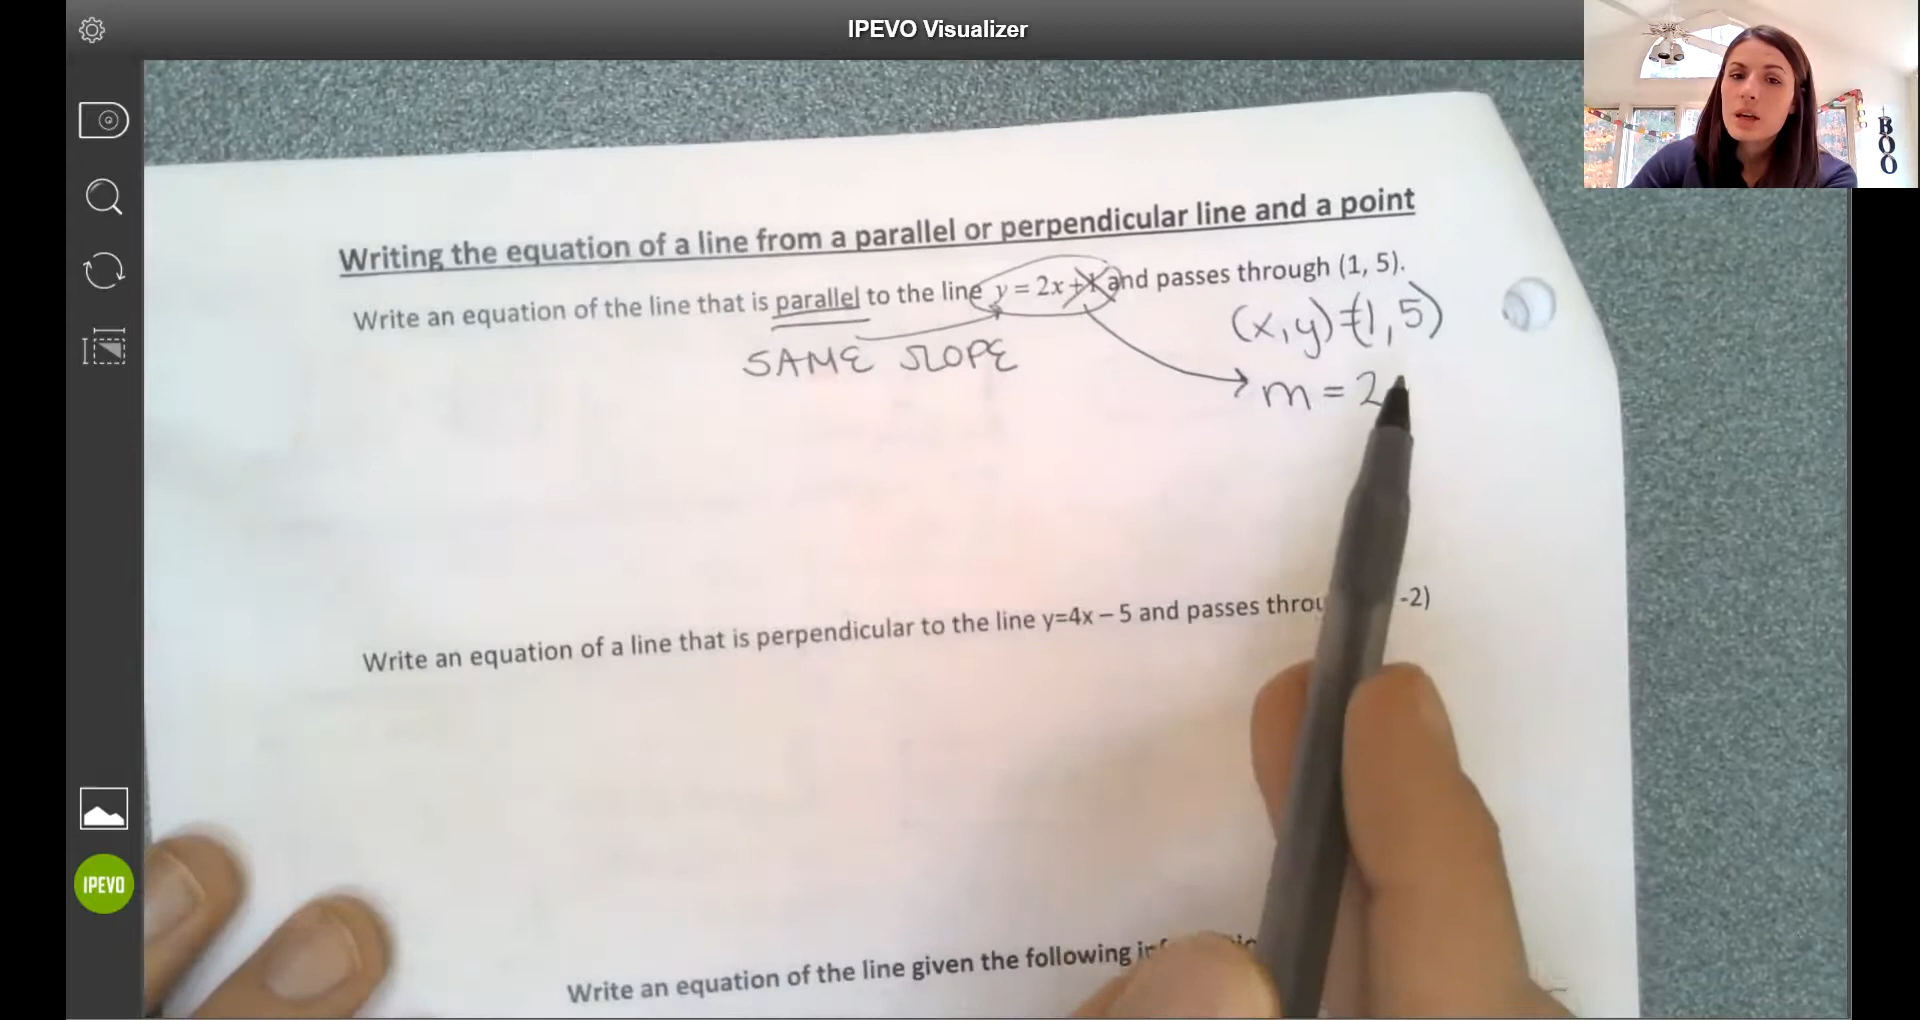 IPEVO Visualizer
BOO
Writing the equation of a line from a parallel or perpendicular line and a point
Write an equation of the line that is parallel to the line y = 2x + and passes through (1, 5).
(x,y)=(1,5)
SAME SLOPE
m = 2
Write an equation of a line that is perpendicular to the line y=4x – 5 and passes -2)
IPEVO
Write an equation of the line given the following